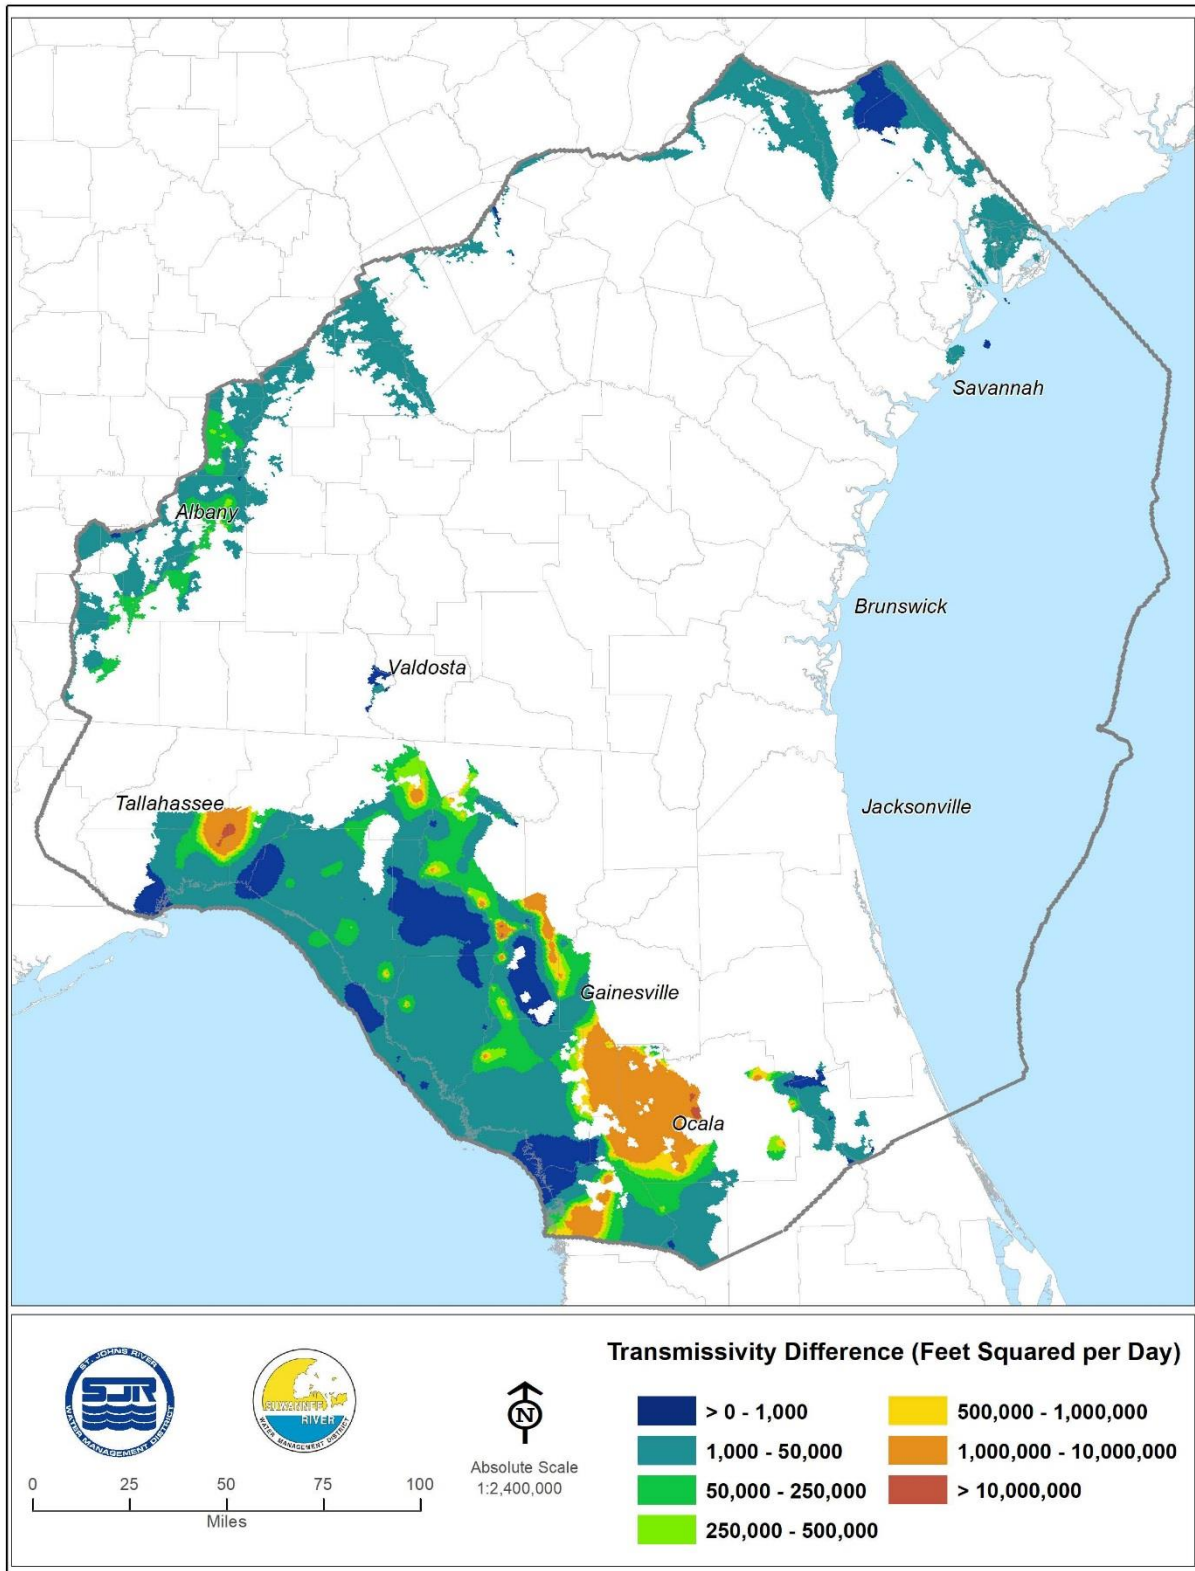 Savannah
Albany
Brunswick
Valdosta
Tallahassee
Jacksonville
Gainesville
Ocala
Transmissivity Difference (Feet Squared per Day)
ST. JOHNS RIVER
SJR
WATER MANAGEMENT DISTRICT
SUWANNEE
RIVER
WATER MANAGEMENT DISTRICT
N
Absolute Scale
1:2,400,000
0 25 50 75 100
Miles
> 0 - 1,000
1,000 - 50,000
50,000 - 250,000
250,000 - 500,000
500,000 - 1,000,000
1,000,000 - 10,000,000
> 10,000,000